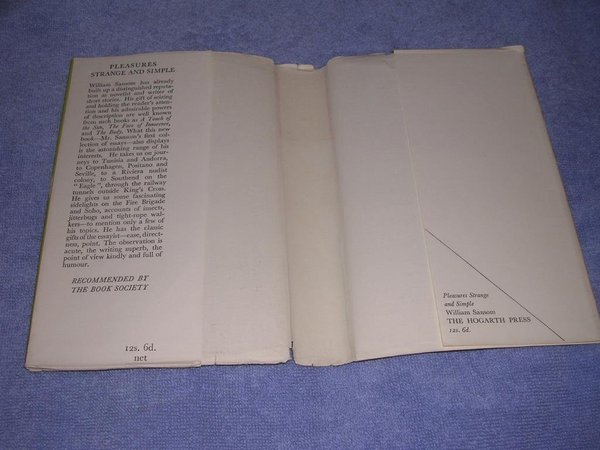 PLEASURES
STRANGE AND SIMPLE
William Sansom has already
built up a distinguished reputa-
tion as novelist and writer of
short stories. His gift of seizing
and holding the reader's atten-
tion and his admirable powers
of description are well known
from such books as A Touch of
the Sun, The Face of Innocence,
and The Body. What this new
book—Mr. Sansom's first col-
lection of essays—also displays
is the astonishing range of his
interests. He takes us on jour-
neys to Tunisia and Andorra,
to Copenhagen, Positano and
Seville, to a Riviera nudist
colony, to Southend on the
"Eagle", through the railway
tunnels outside King's Cross.
He gives us some fascinating
sidelights on the Fire Brigade
and Soho, accounts of insects,
jitterbugs and tight-rope wal-
kers—to mention only a few of
his topics. He has the classic
gifts of the essayist—ease, direct-
ness, point. The observation is
acute, the writing superb, the
point of view kindly and full of
humour.
RECOMMENDED BY
THE BOOK SOCIETY
12s. 6d.
net
Pleasures Strange
and Simple
William Sansom
THE HOGARTH PRESS
12s. 6d.